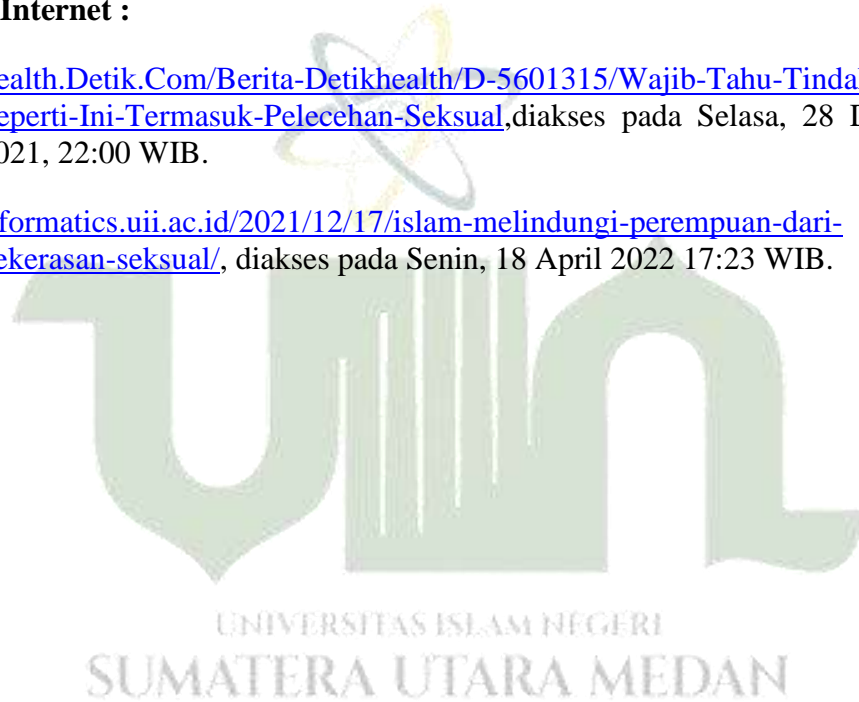 Internet :
ealth.Detik.Com/Berita-Detikhealth/D-5601315/Wajib-Tahu-Tinda
eperti-Ini-Termasuk-Pelecehan-Seksual,diakses pada Selasa, 28 D
021, 22:00 WIB.
formatics.uii.ac.id/2021/12/17/islam-melindungi-perempuan-dari-
ekerasan-seksual/, diakses pada Senin, 18 April 2022 17:23 WIB.
UNIVERSITAS ISLAM NEGERI
SUMATERA UTARA MEDAN